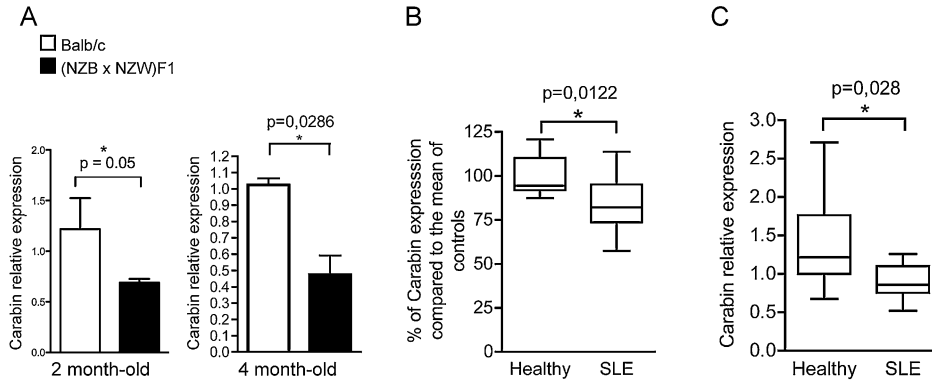 A
Balb/c
(NZB x NZW)F1
Carabin relative expression
2.0
1.5
1.0
0.5
0.0
*
p = 0.05
2 month-old
Carabin relative expression
1.2
1.1
1.0
0.9
0.8
0.7
0.6
0.5
0.4
0.3
0.2
0.1
0.0
p=0,0286
*
4 month-old
B
% of Carabin expresssion
compared to the mean of
controls
125
100
75
50
25
0
p=0,0122
*
Healthy
SLE
C
Carabin relative expression
3.0
2.5
2.0
1.5
1.0
0.5
0.0
p=0,028
*
Healthy
SLE